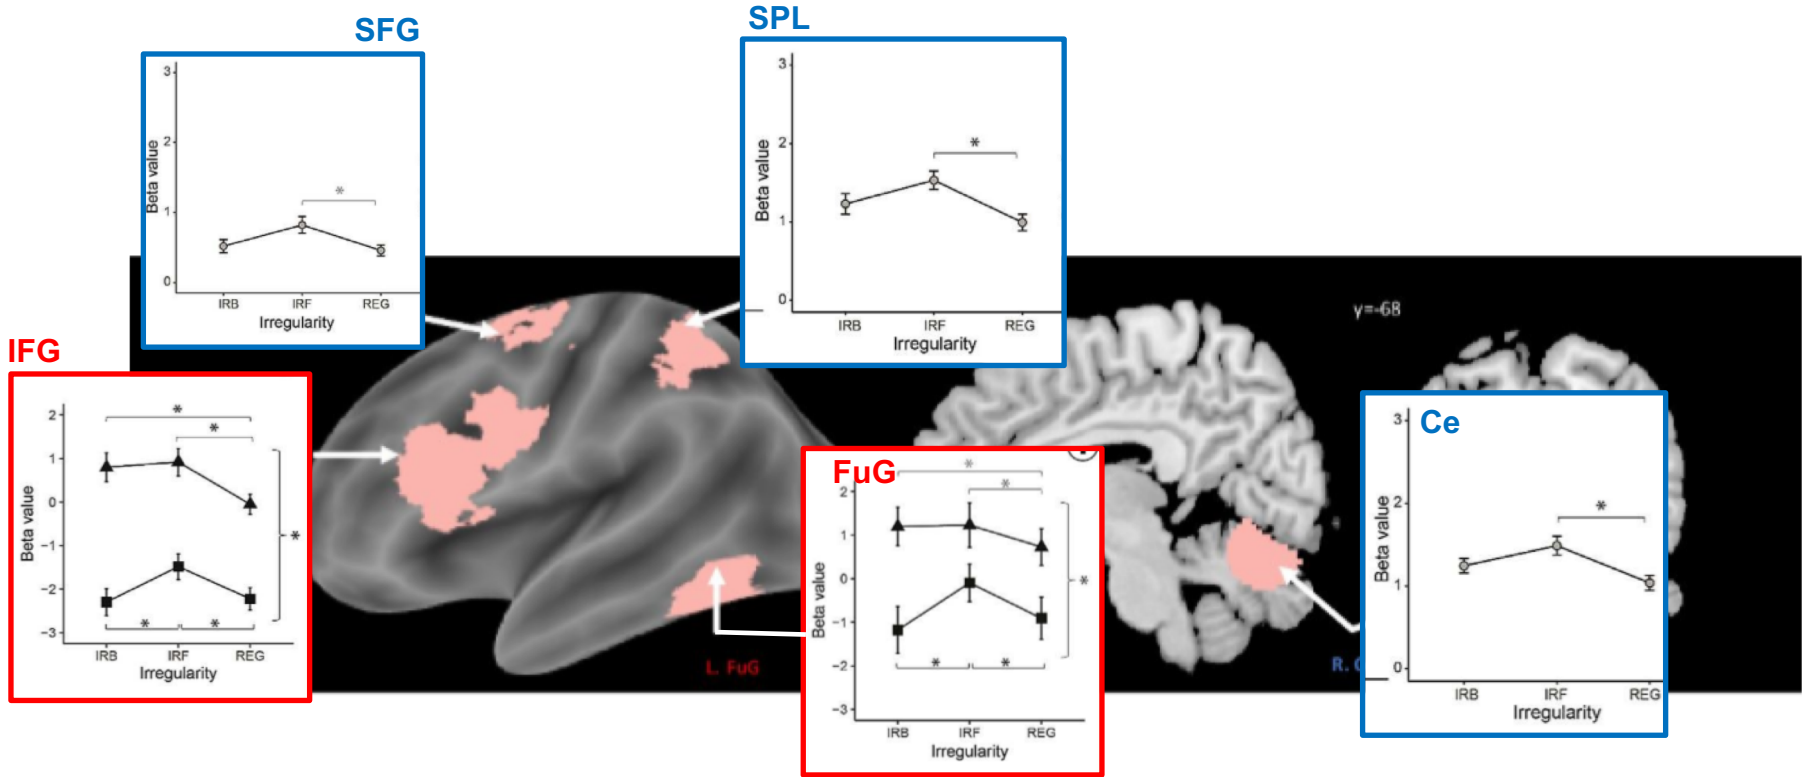 SFG
3
2
1
0
Beta value
*
IRB IRF REG
Irregularity
SPL
3
2
1
0
Beta value
*
IRB IRF REG
Irregularity
y=-68
IFG
2
1
0
−1
−2
−3
Beta value
*
*
*
* *
IRB IRF REG
Irregularity
L. FuG
FuG
2
1
0
−1
−2
−3
Beta value
*
*
*
* *
IRB IRF REG
Irregularity
R.
Ce
3
2
1
0
Beta value
*
IRB IRF REG
Irregularity